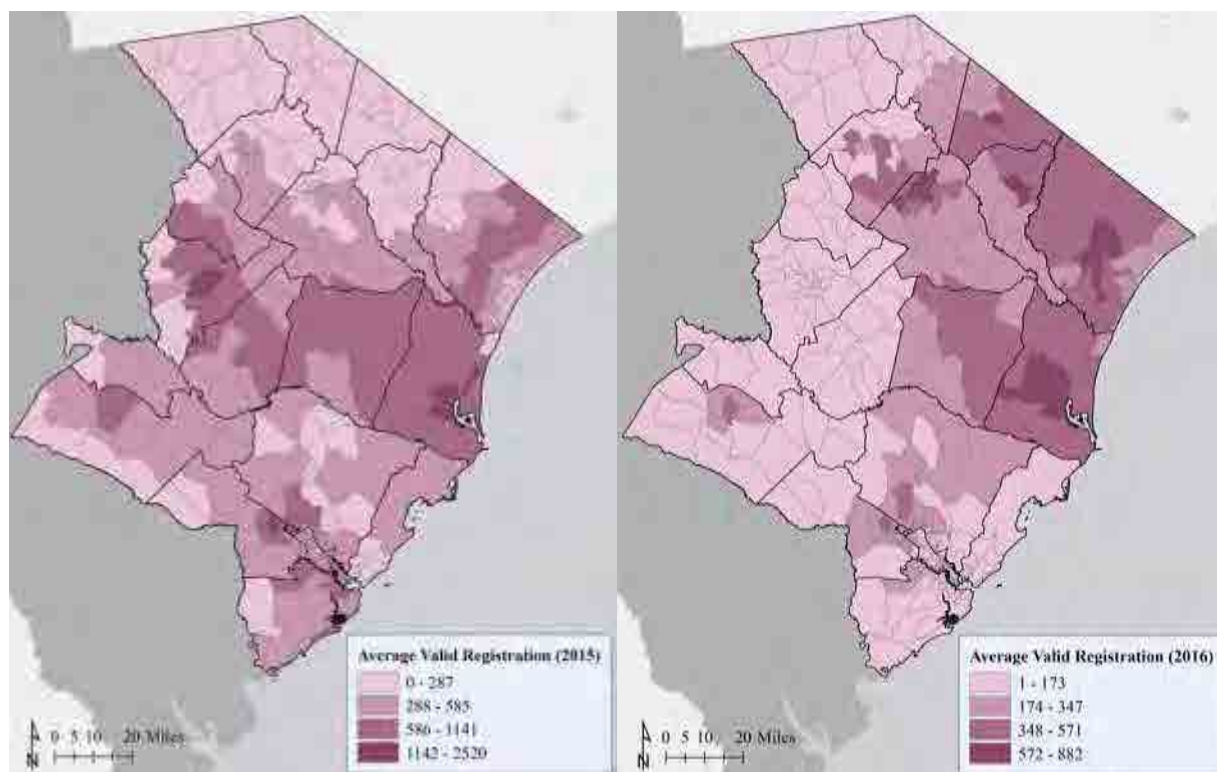 Average Valid Registration (2015)
0 - 287
288 - 585
586 - 1141
1142 - 2520
0 5 10 20 Miles
N
Average Valid Registration (2016)
1 - 173
174 - 347
348 - 571
572 - 882
0 5 10 20 Miles
N